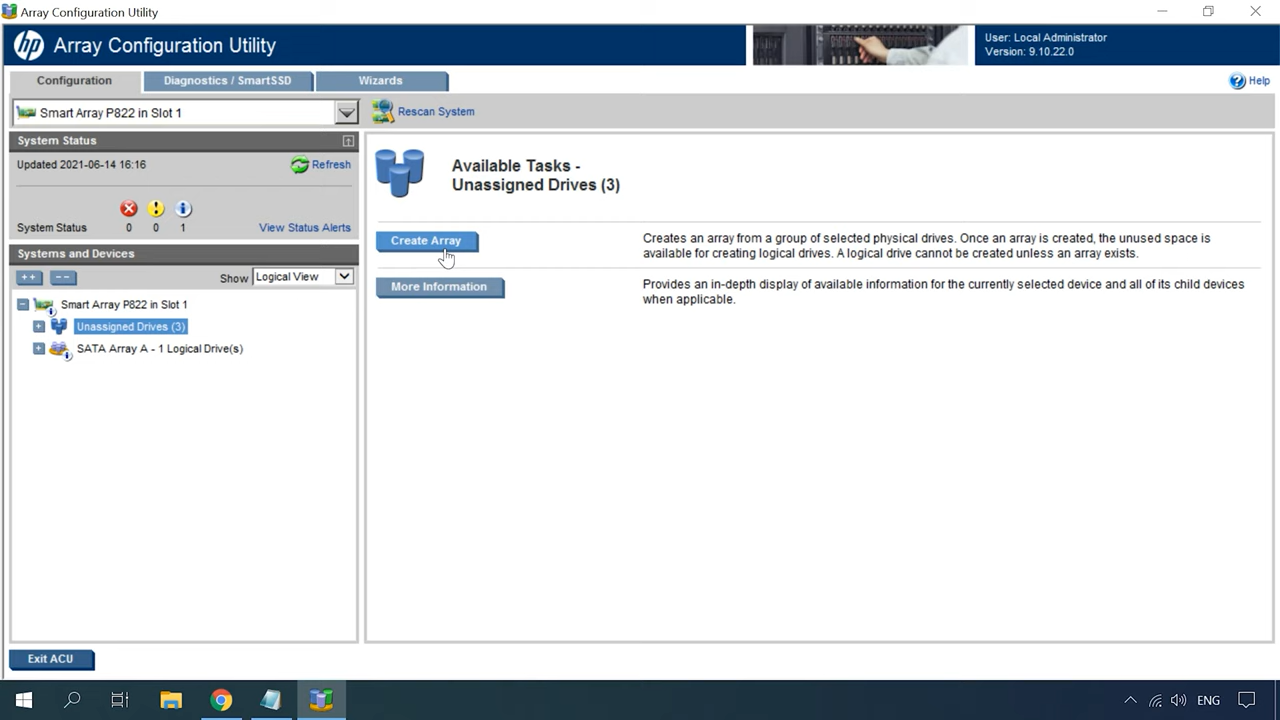 Array Configuration Utility
hp Array Configuration Utility
User: Local Administrator
Version: 9.10.22.0
Configuration
Diagnostics / SmartSSD
Wizards
Help
Smart Array P822 in Slot 1
Rescan System
System Status
Updated 2021-06-14 16:16
Refresh
System Status 0 0 1 View Status Alerts
Systems and Devices
++ -- Show Logical View
Smart Array P822 in Slot 1
Unassigned Drives (3)
SATA Array A - 1 Logical Drive(s)
Available Tasks -
Unassigned Drives (3)
Create Array
Creates an array from a group of selected physical drives. Once an array is created, the unused space is
available for creating logical drives. A logical drive cannot be created unless an array exists.
More Information
Provides an in-depth display of available information for the currently selected device and all of its child devices
when applicable.
Exit ACU
ENG